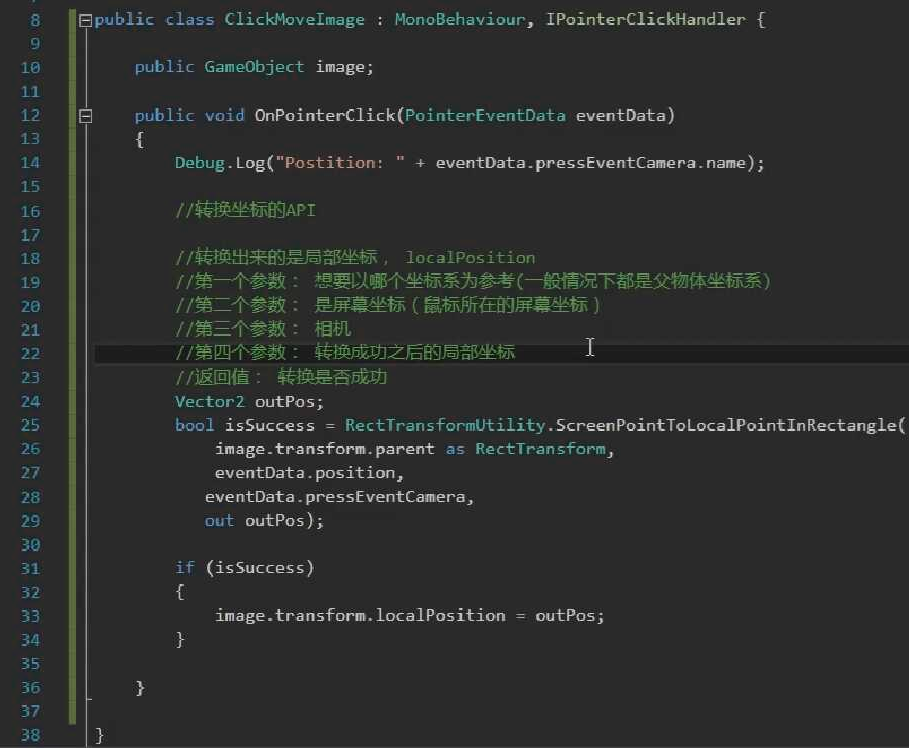 8 public class ClickMoveImage : MonoBehaviour, IPointerClickHandler {
9
10 public GameObject image;
11
12 public void OnPointerClick(PointerEventData eventData)
13 {
14 Debug.Log("Postition: " + eventData.pressEventCamera.name);
15
16 //转换坐标的API
17
18 //转换出来的是局部坐标， localPosition
19 //第一个参数： 想要以哪个坐标系为参考(一般情况下都是父物体坐标系)
20 //第二个参数： 是屏幕坐标（鼠标所在的屏幕坐标）
21 //第三个参数： 相机
22 //第四个参数： 转换成功之后的局部坐标
23 //返回值： 转换是否成功
24 Vector2 outPos;
25 bool isSuccess = RectTransformUtility.ScreenPointToLocalPointInRectangle(
26 image.transform.parent as RectTransform,
27 eventData.position,
28 eventData.pressEventCamera,
29 out outPos);
30
31 if (isSuccess)
32 {
33 image.transform.localPosition = outPos;
34 }
35
36 }
37
38 }